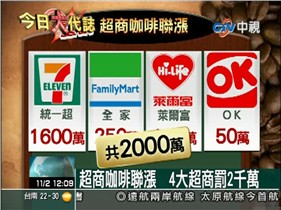 今日大代誌 超商咖啡聯漲 CTV中視
7 ELEVEN FamilyMart Hi-Life OK
統一超 全家 萊爾富 OK
1600萬 250 50萬
共2000萬
超商咖啡聯漲 4大超商罰2千萬
11/2 12:09
台南 22-30 遠航兩岸航線 太原航線今首航